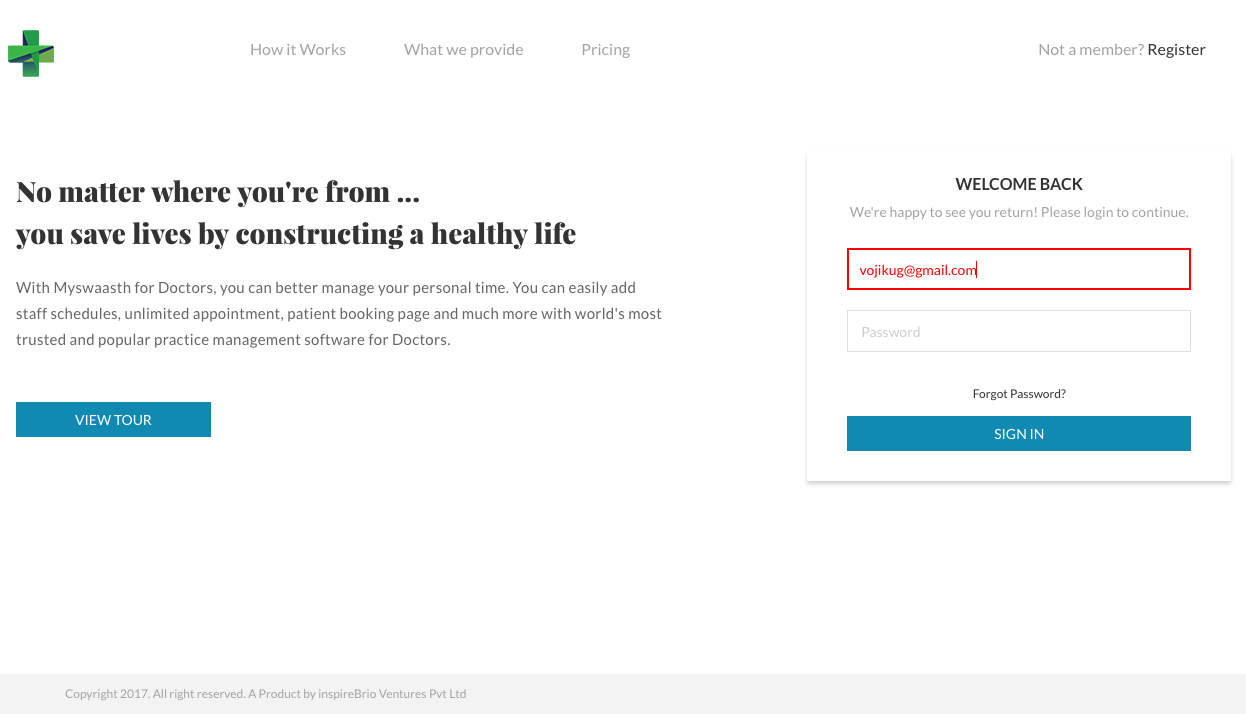 How it Works
What we provide
Pricing
Not a member? Register
No matter where you're from ...
you save lives by constructing a healthy life
With Myswaasth for Doctors, you can better manage your personal time. You can easily add
staff schedules, unlimited appointment, patient booking page and much more with world's most
trusted and popular practice management software for Doctors.
VIEW TOUR
WELCOME BACK
We're happy to see you return! Please login to continue.
vojikug@gmail.com
Password
Forgot Password?
SIGN IN
Copyright 2017. All right reserved. A Product by inspireBrio Ventures Pvt Ltd